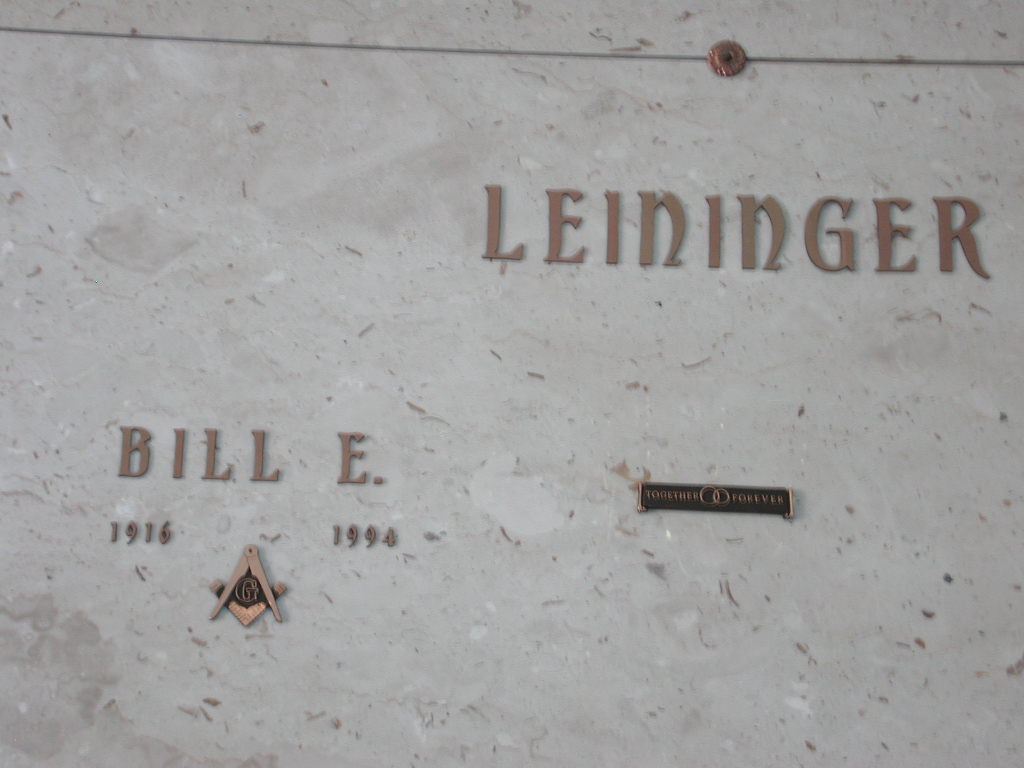 LEININGER
BILL E.
1916 1994
G
TOGETHER FOREVER